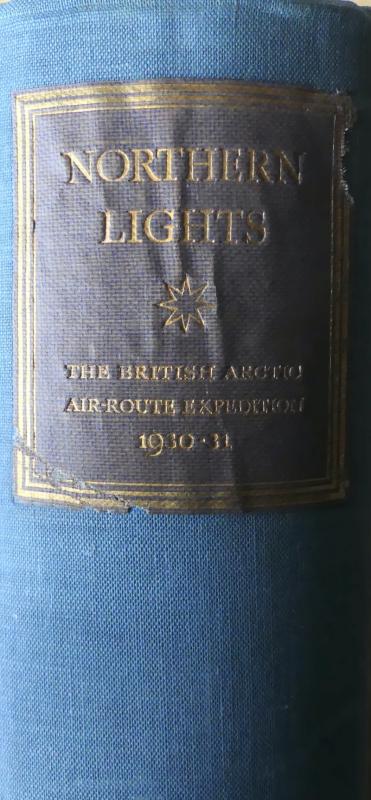 NORTHERN
LIGHTS
THE BRITISH ARCTIC
AIR-ROUTE EXPEDITION
1930·31